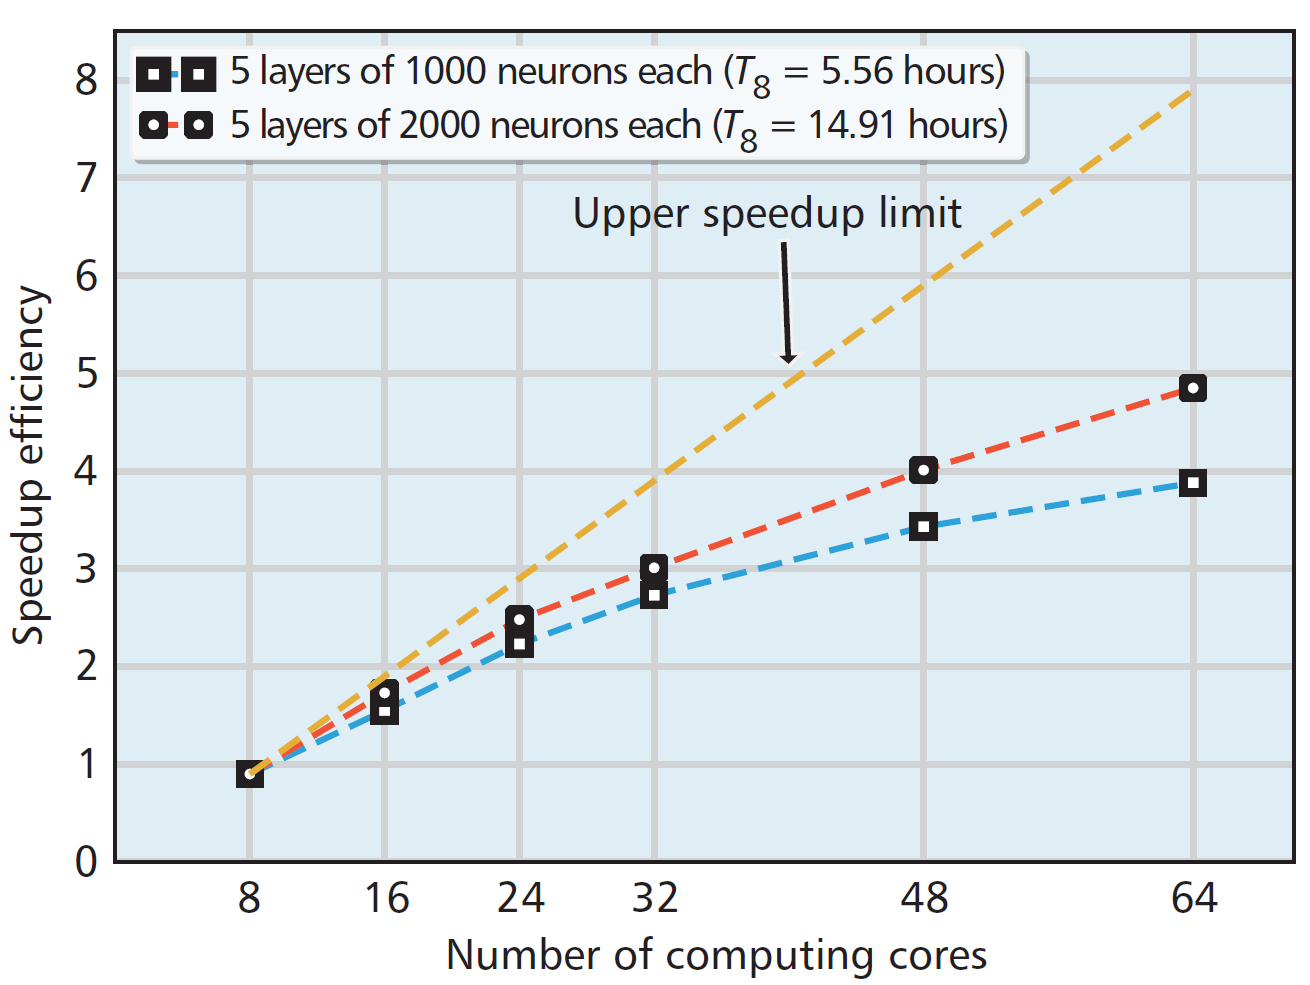 5 layers of 1000 neurons each (T8 = 5.56 hours)
5 layers of 2000 neurons each (T8 = 14.91 hours)
Upper speedup limit
Speedup efficiency
8
7
6
5
4
3
2
1
0
8 16 24 32 48 64
Number of computing cores